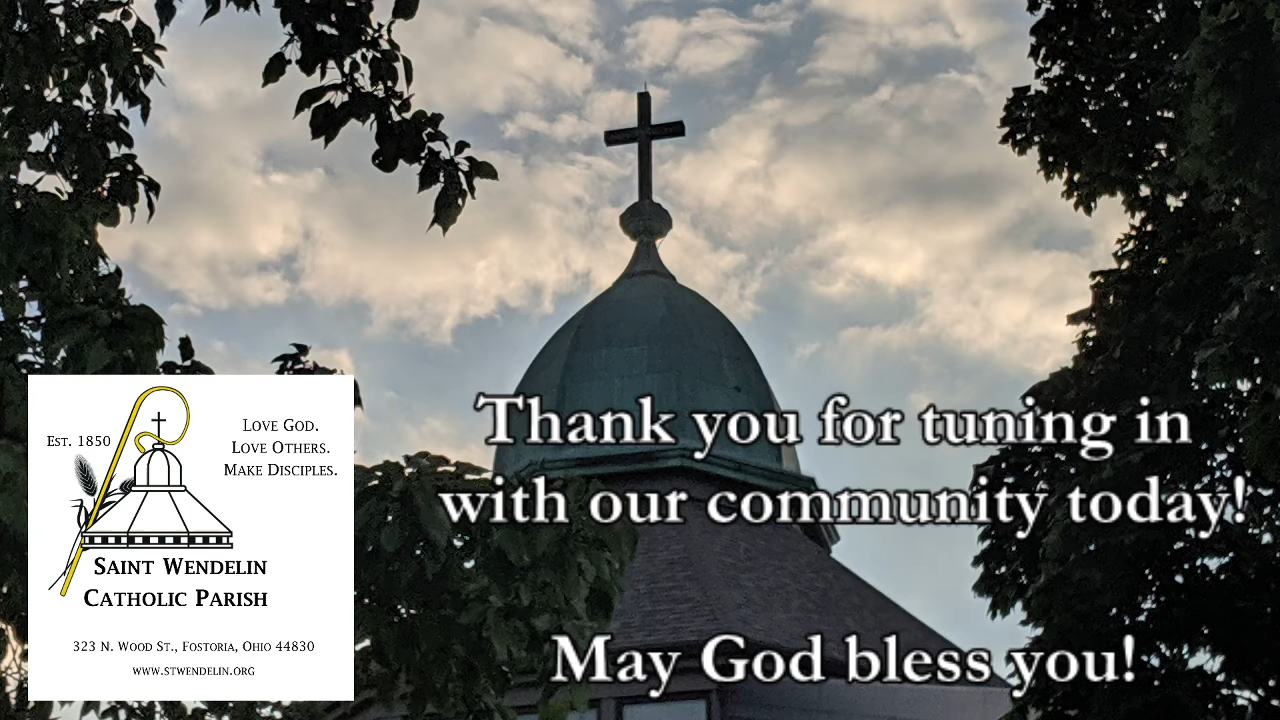 Thank you for tuning in
with our community today!
May God bless you!
Est. 1850
Love God.
Love Others.
Make Disciples.
Saint Wendelin
Catholic Parish
323 N. Wood St., Fostoria, Ohio 44830
www.stwendelin.org